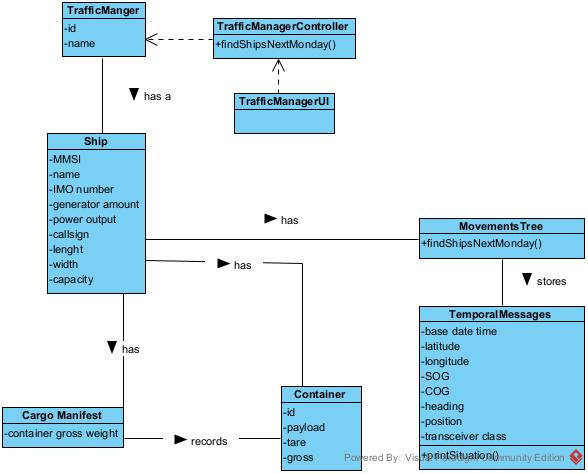 TrafficManger
-id
-name
TrafficManagerController
+findShipsNextMonday()
TrafficManagerUI
has a
Ship
-MMSI
-name
-IMO number
-generator amount
-power output
-callsign
-lenght
-width
-capacity
has
MovementsTree
+findShipsNextMonday()
has
stores
TemporalMessages
-base date time
-latitude
-longitude
-SOG
-COG
-heading
-position
-transceiver class
+printSituation()
has
Cargo Manifest
-container gross weight
records
Container
-id
-payload
-tare
-gross
Powered By Visual Paradigm Community Edition